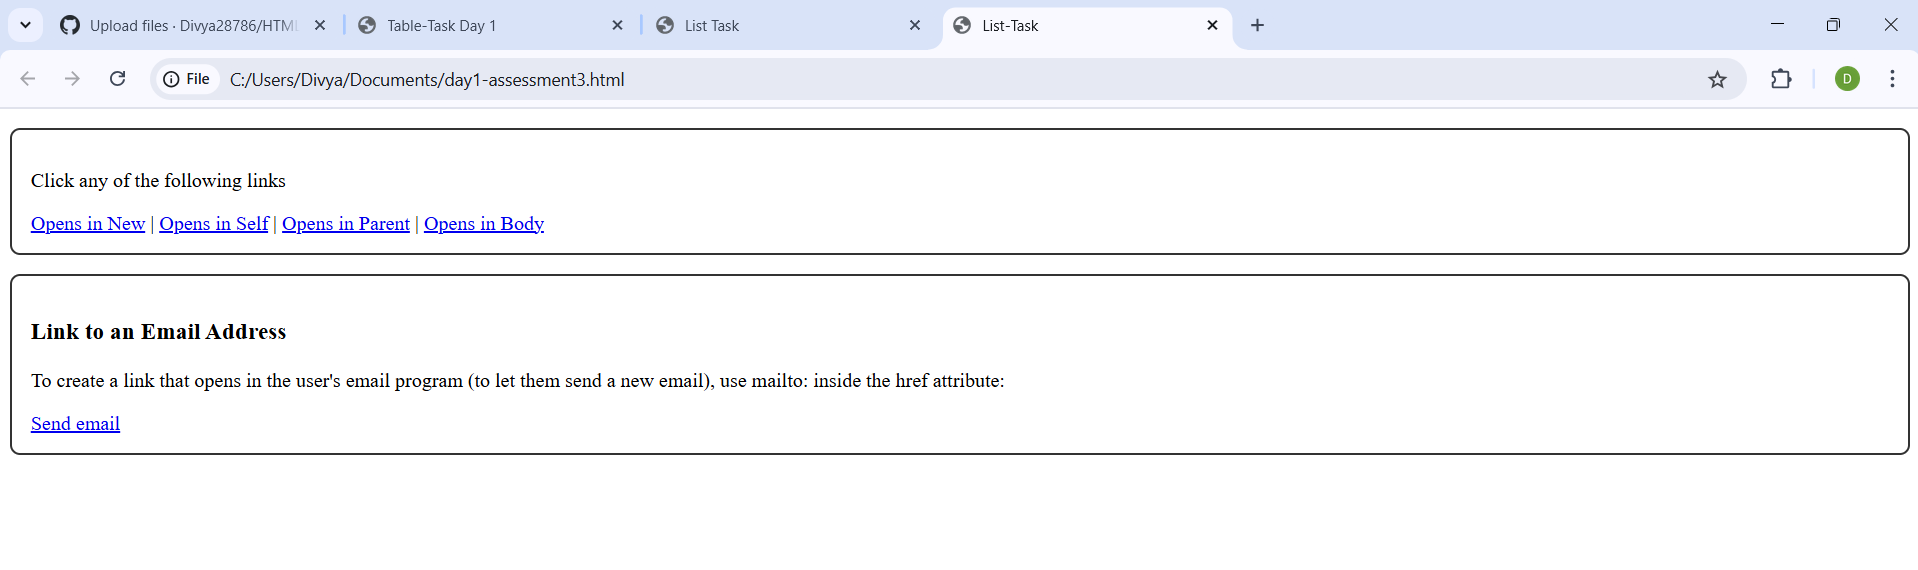 Upload files · Divya28786/HTML
Table-Task Day 1
List Task
List-Task
File C:/Users/Divya/Documents/day1-assessment3.html
D
Click any of the following links
Opens in New | Opens in Self | Opens in Parent | Opens in Body
Link to an Email Address
To create a link that opens in the user's email program (to let them send a new email), use mailto: inside the href attribute:
Send email